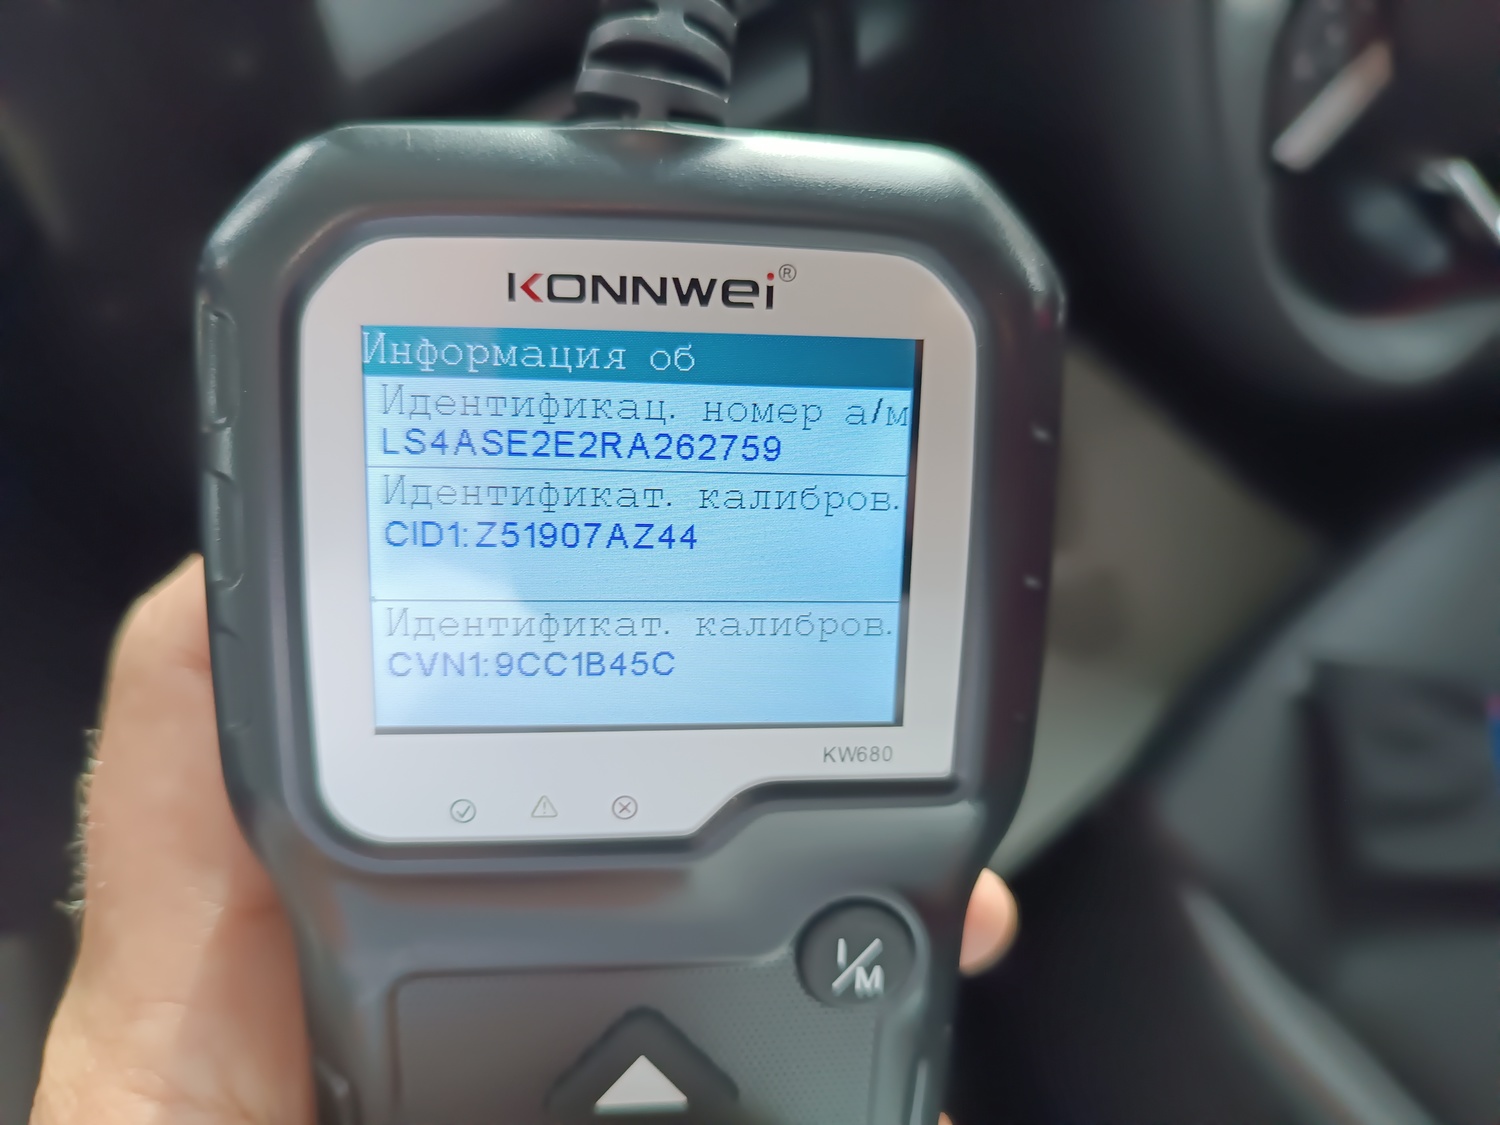 KONNWEI®
Информация об
Идентификац. номер а/м
LS4ASE2E2RA262759
Идентификат. калибров.
CID1:Z51907AZ44
Идентификат. калибров.
CVN1:9CC1B45C
KW680
I/M